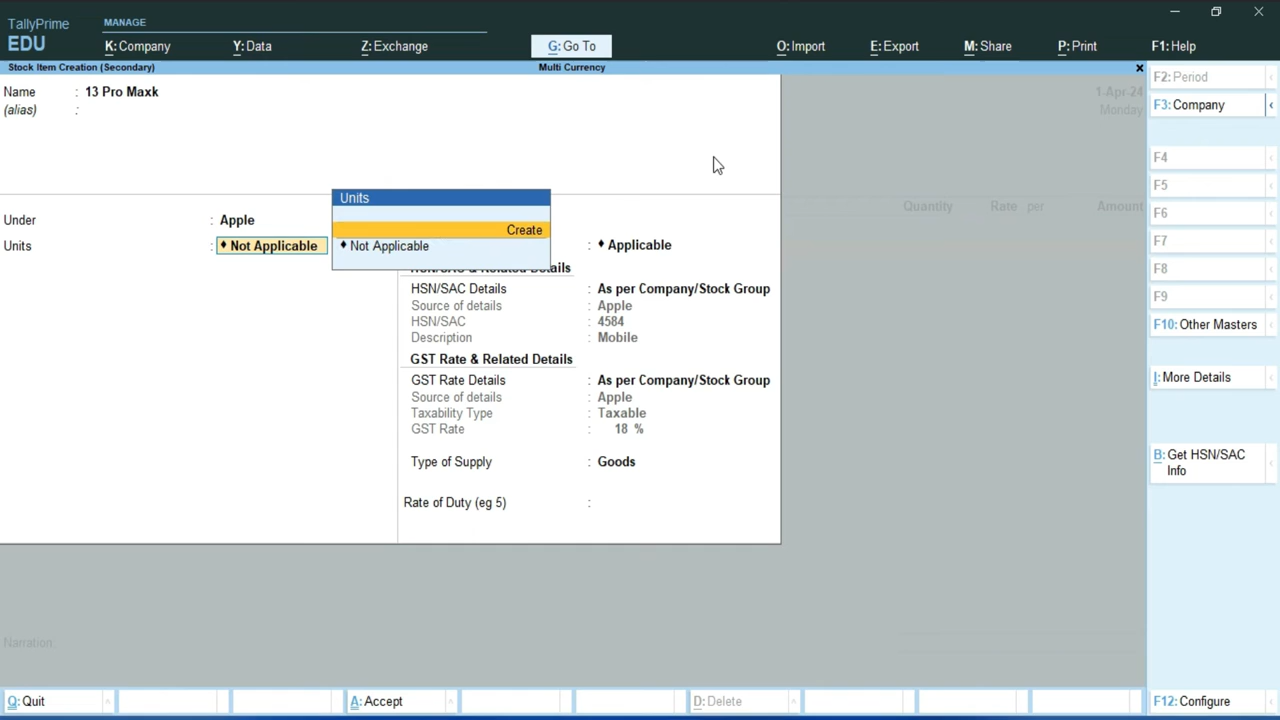 TallyPrime
EDU
MANAGE
K: Company
Y: Data
Z: Exchange
G: Go To
O: Import
E: Export
M: Share
P: Print
F1: Help
Stock Item Creation (Secondary)
Multi Currency
×
Name : 13 Pro Maxk
(alias) :
1-Apr-24
Monday
Quantity Rate per Amount
Under : Apple
Units : ♦ Not Applicable
Units
Create
♦ Not Applicable
: ♦ Applicable
HSN/SAC & Related Details
HSN/SAC Details : As per Company/Stock Group
Source of details : Apple
HSN/SAC : 4584
Description : Mobile
GST Rate & Related Details
GST Rate Details : As per Company/Stock Group
Source of details : Apple
Taxability Type : Taxable
GST Rate : 18 %
Type of Supply : Goods
Rate of Duty (eg 5) :
Narration
F2: Period
F3: Company
F4
F5
F6
F7
F8
F9
F10: Other Masters
I: More Details
B: Get HSN/SAC
Info
Q: Quit
A: Accept
D: Delete
F12: Configure